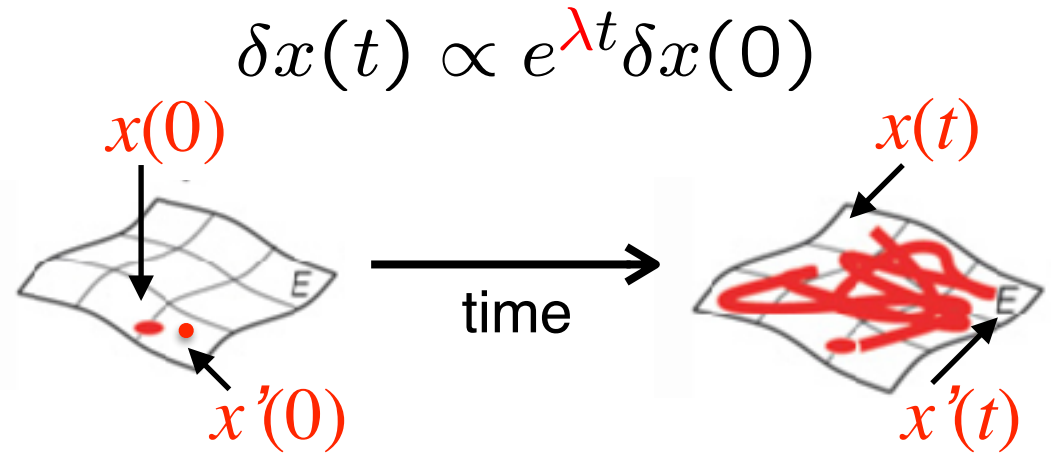 δx(t) ∝ e^{λt}δx(0)
x(0)
x(t)
E
time
E
x’(0)
x’(t)